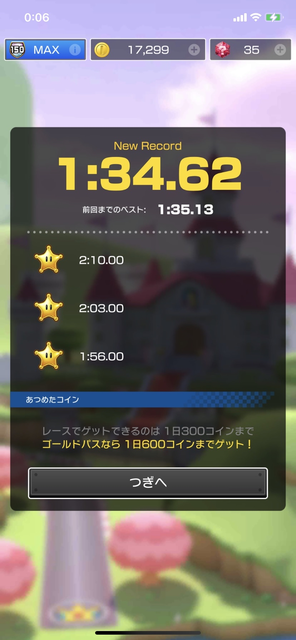 0:06
150 MAX i 17,299 + 35 +
New Record
1:34.62
前回までのベスト: 1:35.13
2:10.00
2:03.00
1:56.00
あつめたコイン
レースでゲットできるのは 1日300コインまで
ゴールドパスなら 1日600コインまでゲット!
つぎへ